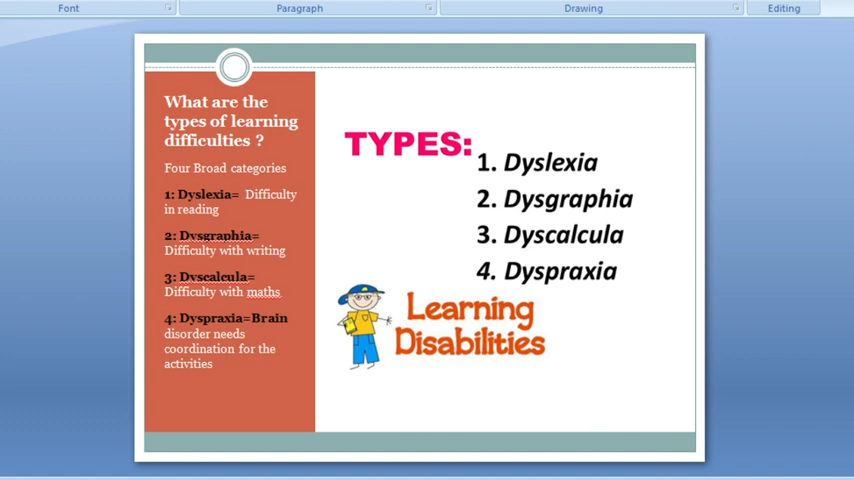 Font
Paragraph
Drawing
Editing
What are the
types of learning
difficulties ?
Four Broad categories
1: Dyslexia= Difficulty
in reading
2: Dysgraphia=
Difficulty with writing
3: Dyscalcula=
Difficulty with maths
4: Dyspraxia=Brain
disorder needs
coordination for the
activities
TYPES:
1. Dyslexia
2. Dysgraphia
3. Dyscalcula
4. Dyspraxia
Learning
Disabilities